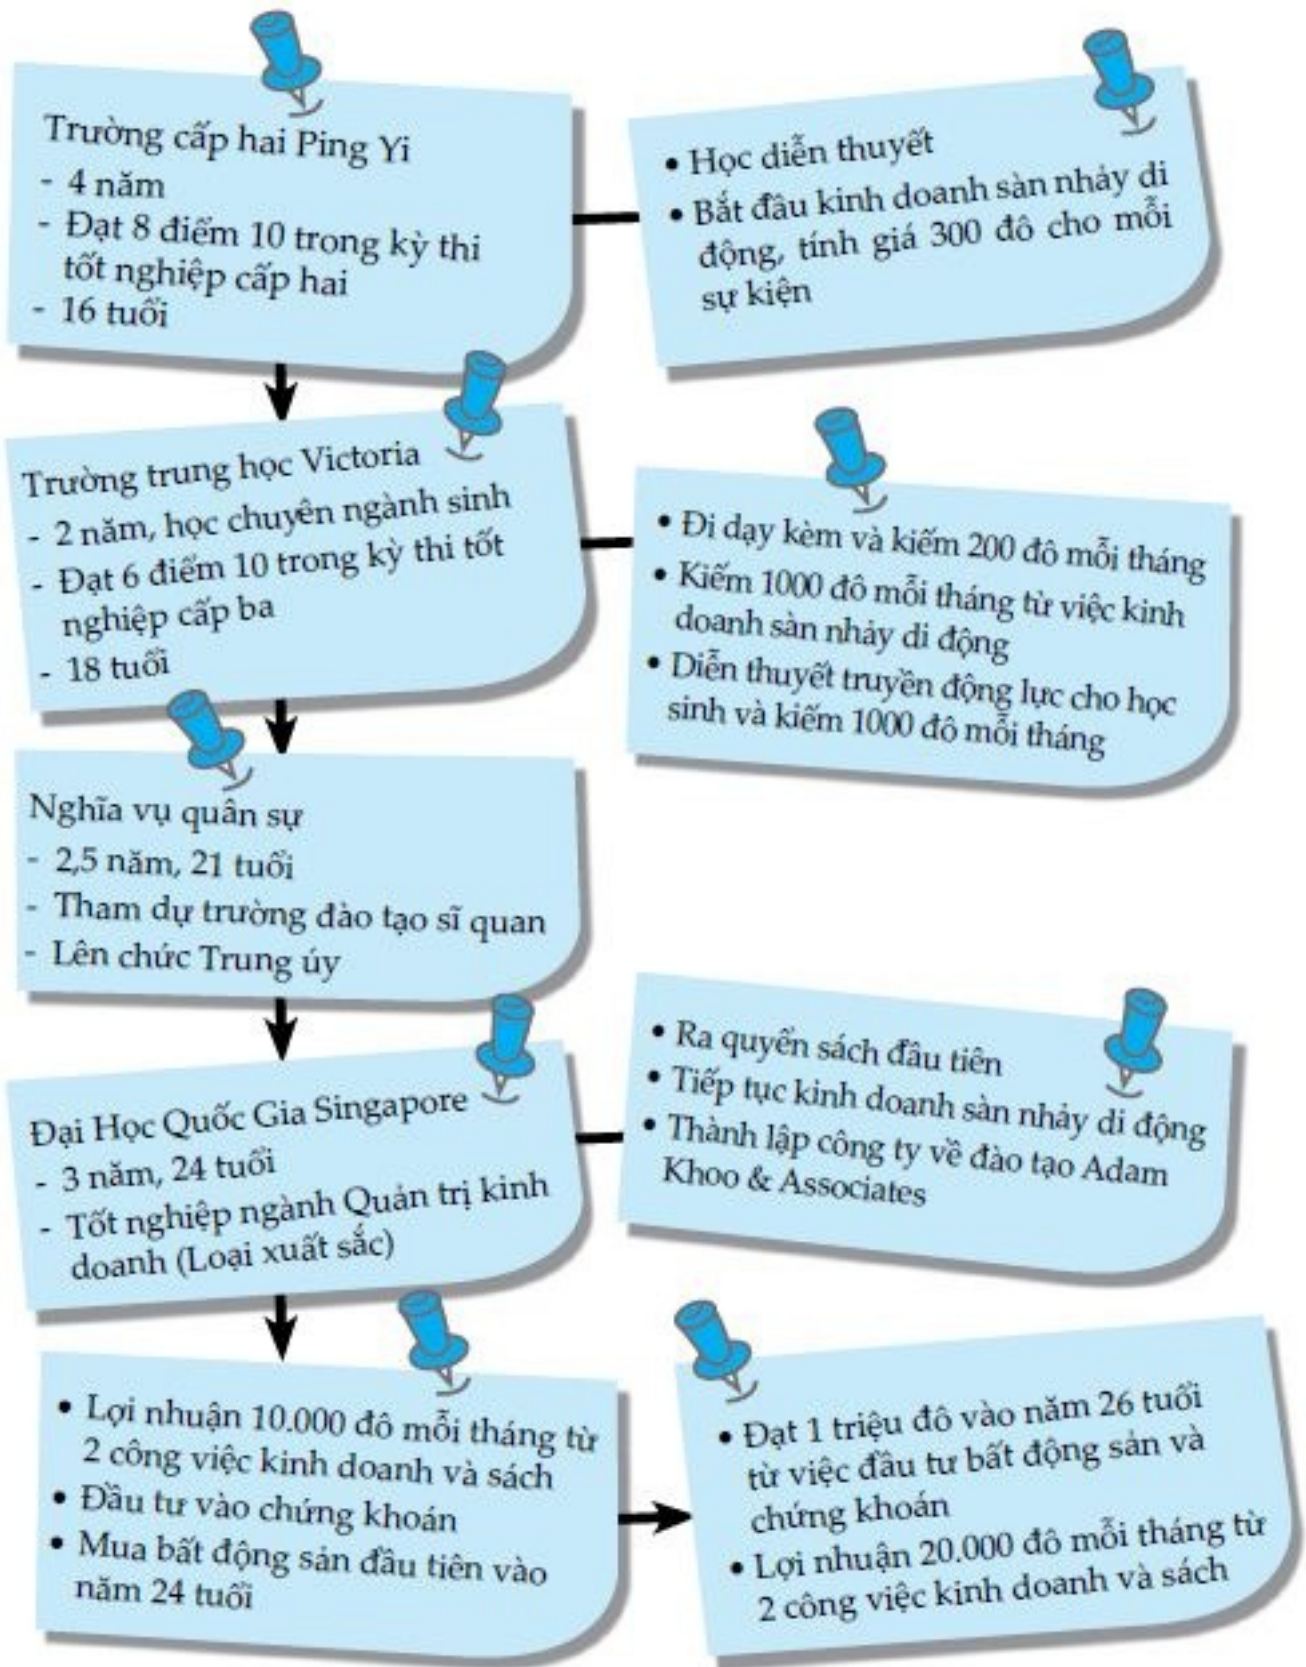 Trường cấp hai Ping Yi
- 4 năm
- Đạt 8 điểm 10 trong kỳ thi
tốt nghiệp cấp hai
- 16 tuổi
• Học diễn thuyết
• Bắt đầu kinh doanh sàn nhảy di
động, tính giá 300 đô cho mỗi
sự kiện
Trường trung học Victoria
- 2 năm, học chuyên ngành sinh
- Đạt 6 điểm 10 trong kỳ thi tốt
nghiệp cấp ba
- 18 tuổi
• Đi dạy kèm và kiếm 200 đô mỗi tháng
• Kiếm 1000 đô mỗi tháng từ việc kinh
doanh sàn nhảy di động
• Diễn thuyết truyền động lực cho học
sinh và kiếm 1000 đô mỗi tháng
Nghĩa vụ quân sự
- 2,5 năm, 21 tuổi
- Tham dự trường đào tạo sĩ quan
- Lên chức Trung úy
Đại Học Quốc Gia Singapore
- 3 năm, 24 tuổi
- Tốt nghiệp ngành Quản trị kinh
doanh (Loại xuất sắc)
• Ra quyển sách đầu tiên
• Tiếp tục kinh doanh sàn nhảy di động
• Thành lập công ty về đào tạo Adam
Khoo & Associates
• Lợi nhuận 10.000 đô mỗi tháng từ
2 công việc kinh doanh và sách
• Đầu tư vào chứng khoán
• Mua bất động sản đầu tiên vào
năm 24 tuổi
• Đạt 1 triệu đô vào năm 26 tuổi
từ việc đầu tư bất động sản và
chứng khoán
• Lợi nhuận 20.000 đô mỗi tháng từ
2 công việc kinh doanh và sách